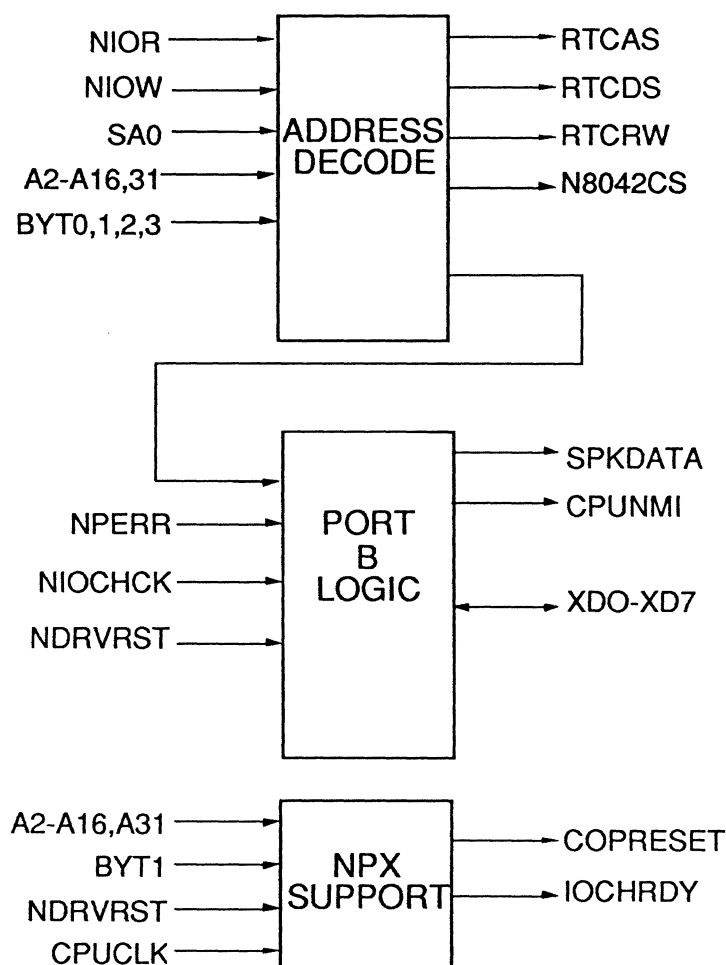 NIOR
NIOW
SA0
A2-A16,31
BYT0,1,2,3
ADDRESS
DECODE
RTCAS
RTCDS
RTCRW
N8042CS
NPERR
NIOCHCK
NDRVRST
PORT
B
LOGIC
SPKDATA
CPUNMI
XDO-XD7
A2-A16,A31
BYT1
NDRVRST
CPUCLK
NPX
SUPPORT
COPRESET
IOCHRDY